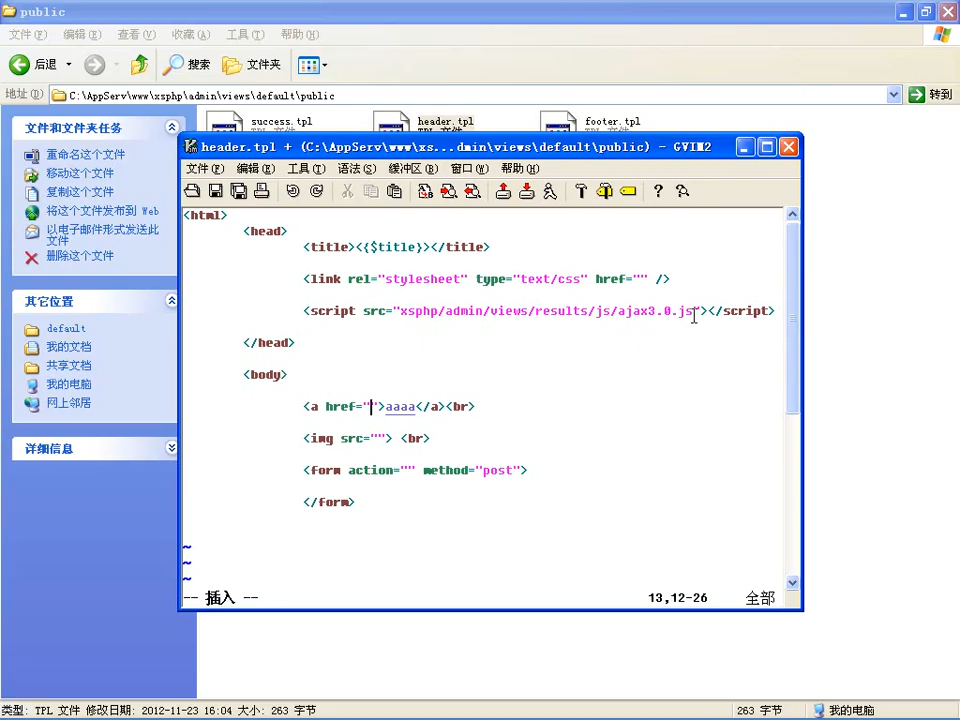 public
文件(F) 编辑(E) 查看(V) 收藏(A) 工具(T) 帮助(H)
后退 搜索 文件夹
地址(D) C:\AppServ\www\xsphp\admin\views\default\public 转到
文件和文件夹任务
重命名这个文件
移动这个文件
复制这个文件
将这个文件发布到 Web
以电子邮件形式发送此
文件
删除这个文件
其它位置
default
我的文档
共享文档
我的电脑
网上邻居
详细信息
success.tpl
header.tpl
footer.tpl
header.tpl + (C:\AppServ\www\xs...dmin\views\default\public) - GVIM2
文件(F) 编辑(E) 工具(T) 语法(S) 缓冲区(B) 窗口(W) 帮助(H)
<html>
<head>
<title><{$title}></title>
<link rel="stylesheet" type="text/css" href="" />
<script src="xsphp/admin/views/results/js/ajax3.0.js"></script>
</head>
<body>
<a href="">aaaa</a><br>
<img src=""> <br>
<form action="" method="post">
</form>
~
~
~
-- 插入 -- 13,12-26 全部
类型: TPL 文件 修改日期: 2012-11-23 16:04 大小: 263 字节 263 字节 我的电脑